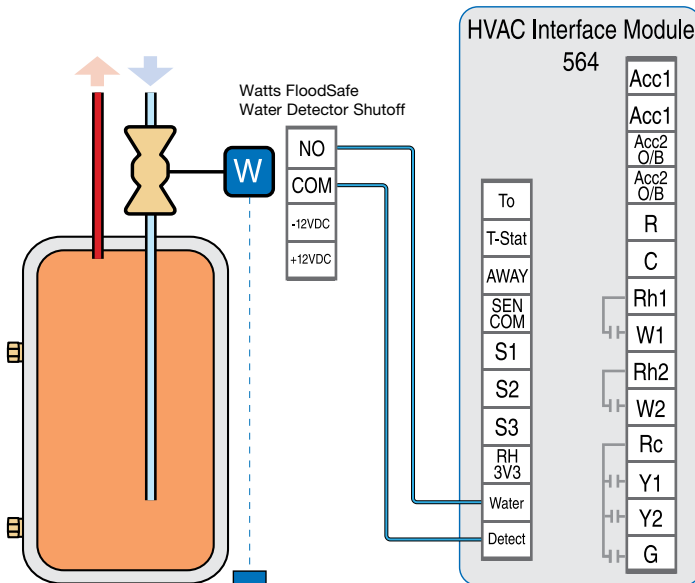 HVAC Interface Module
564
Watts FloodSafe
Water Detector Shutoff
W
NO
COM
-12VDC
+12VDC
To
T-Stat
AWAY
SEN
COM
S1
S2
S3
RH
3V3
Water
Detect
Acc1
Acc1
Acc2
O/B
Acc2
O/B
R
C
Rh1
W1
Rh2
W2
Rc
Y1
Y2
G